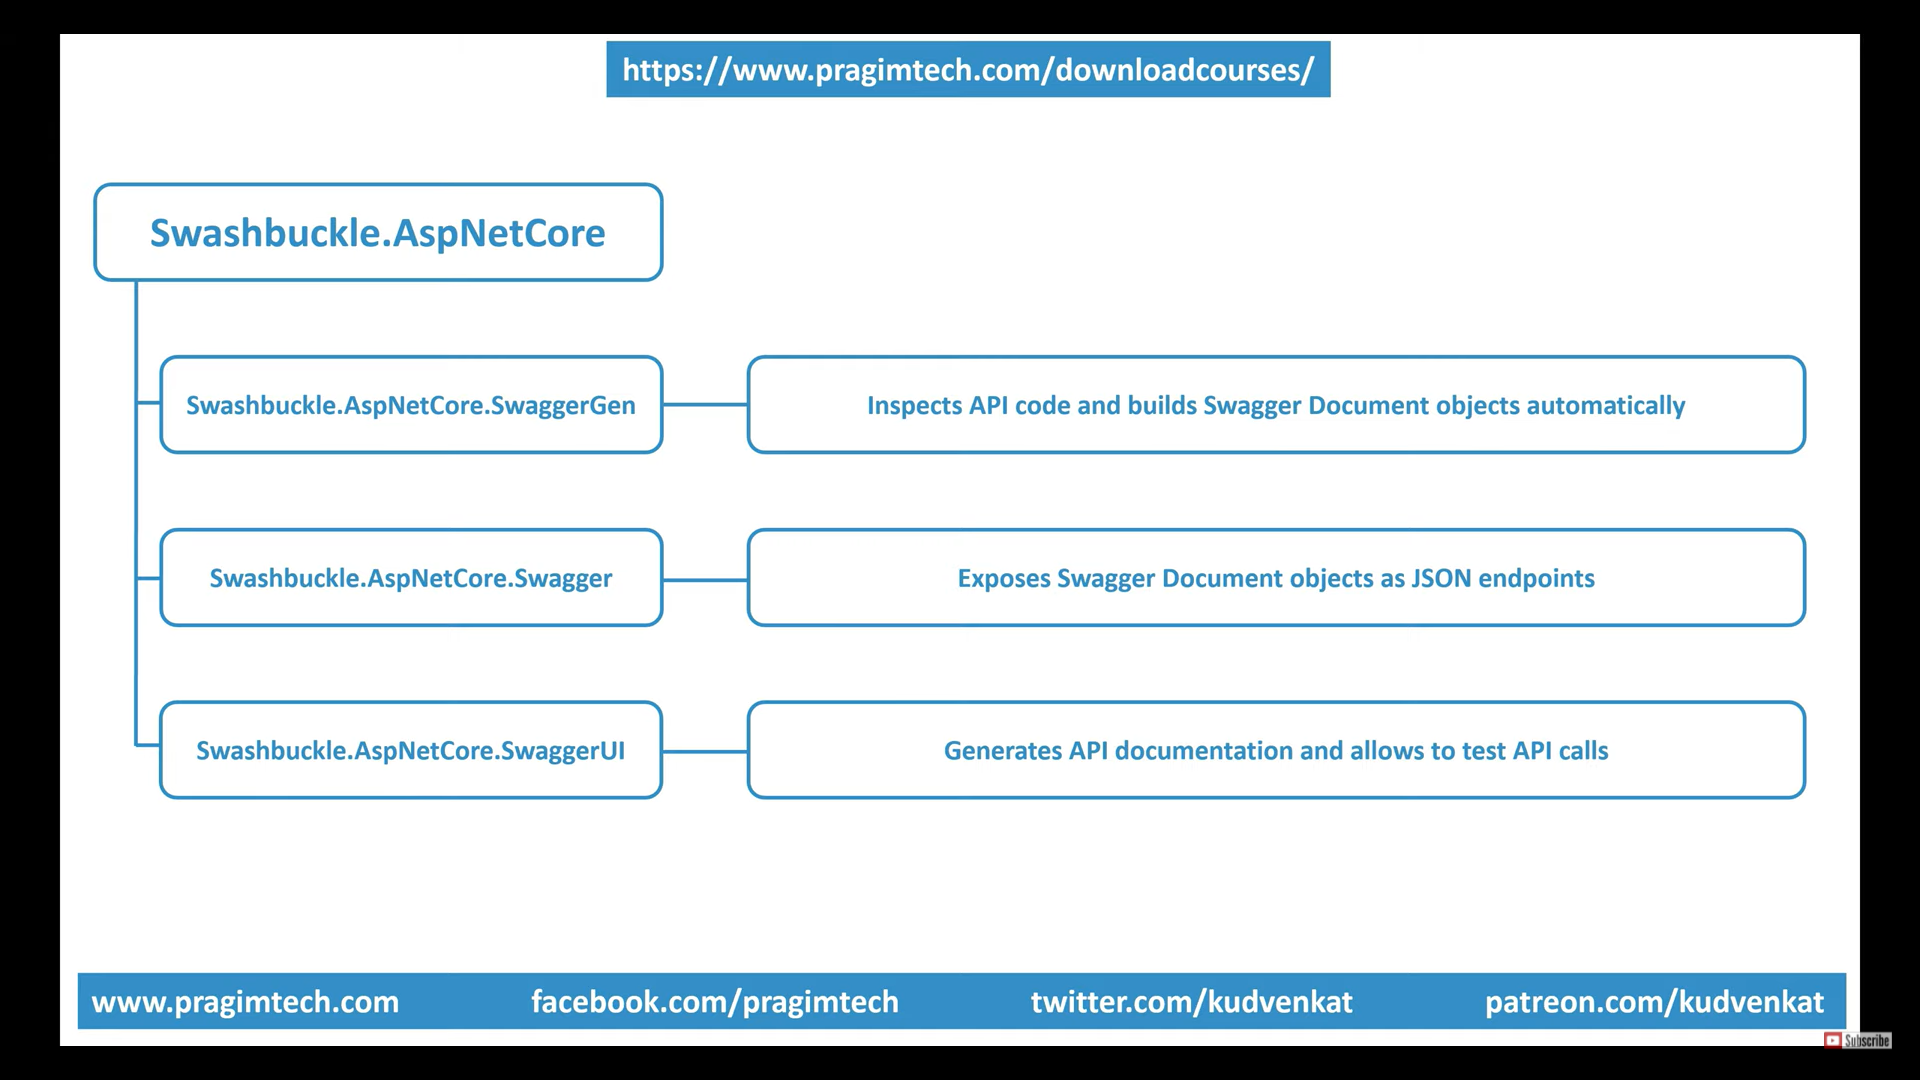 https://www.pragimtech.com/downloadcourses/
Swashbuckle.AspNetCore
Swashbuckle.AspNetCore.SwaggerGen
Inspects API code and builds Swagger Document objects automatically
Swashbuckle.AspNetCore.Swagger
Exposes Swagger Document objects as JSON endpoints
Swashbuckle.AspNetCore.SwaggerUI
Generates API documentation and allows to test API calls
www.pragimtech.com
facebook.com/pragimtech
twitter.com/kudvenkat
patreon.com/kudvenkat
Subscribe